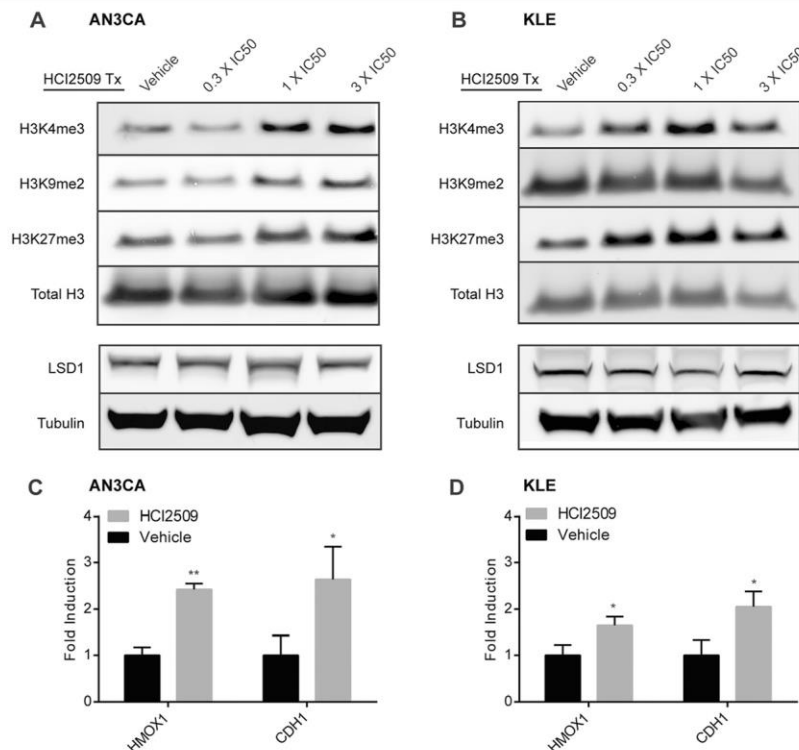 A AN3CA
HCI2509 Tx Vehicle 0.3 X IC50 1 X IC50 3 X IC50
H3K4me3
H3K9me2
H3K27me3
Total H3
LSD1
Tubulin
B KLE
HCI2509 Tx Vehicle 0.3 X IC50 1 X IC50 3 X IC50
H3K4me3
H3K9me2
H3K27me3
Total H3
LSD1
Tubulin
C AN3CA
HCI2509
Vehicle
Fold Induction
4
3
2
1
0
** *
HMOX1 CDH1
D KLE
HCI2509
Vehicle
Fold Induction
4
3
2
1
0
* *
HMOX1 CDH1